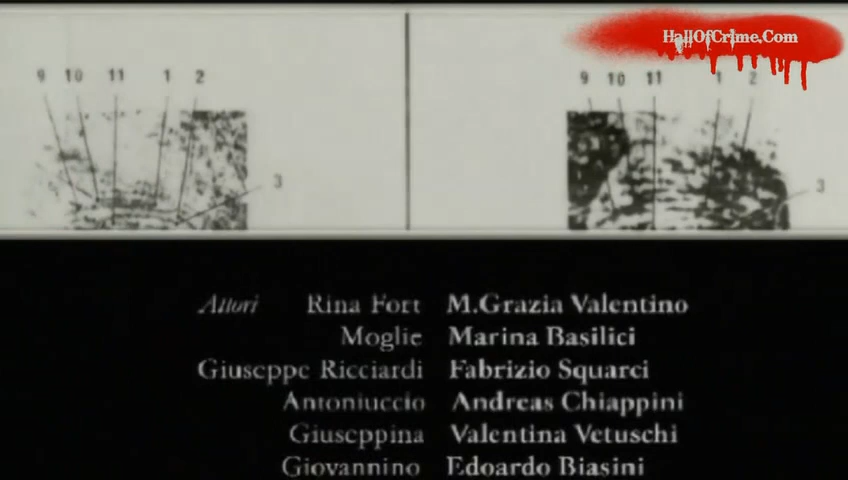 HallOfCrime.Com
9 10 11 1 2
3
9 10 11 1 2
3
Attori Rina Fort M.Grazia Valentino
Moglie Marina Basilici
Giuseppe Ricciardi Fabrizio Squarci
Antoniuccio Andreas Chiappini
Giuseppina Valentina Vetuschi
Giovannino Edoardo Biasini